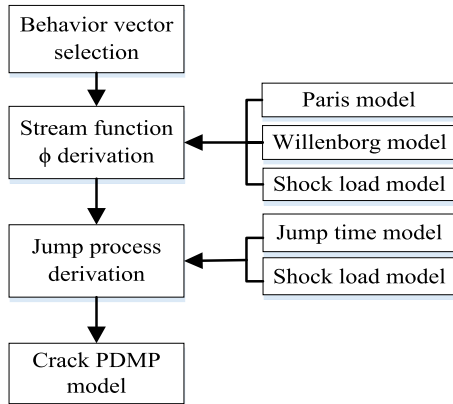 Behavior vector
selection
Stream function
ϕ derivation
Paris model
Willenborg model
Shock load model
Jump process
derivation
Jump time model
Shock load model
Crack PDMP
model